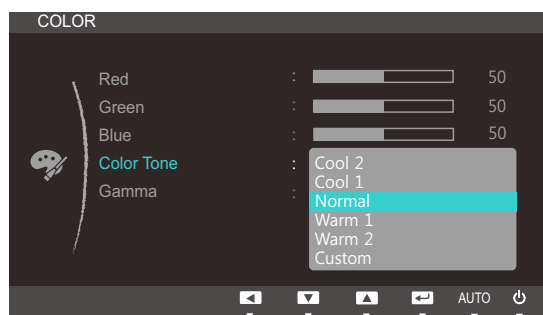 COLOR
Red : 50
Green : 50
Blue : 50
Color Tone : Cool 2
Cool 1
Gamma : Normal
Warm 1
Warm 2
Custom
AUTO